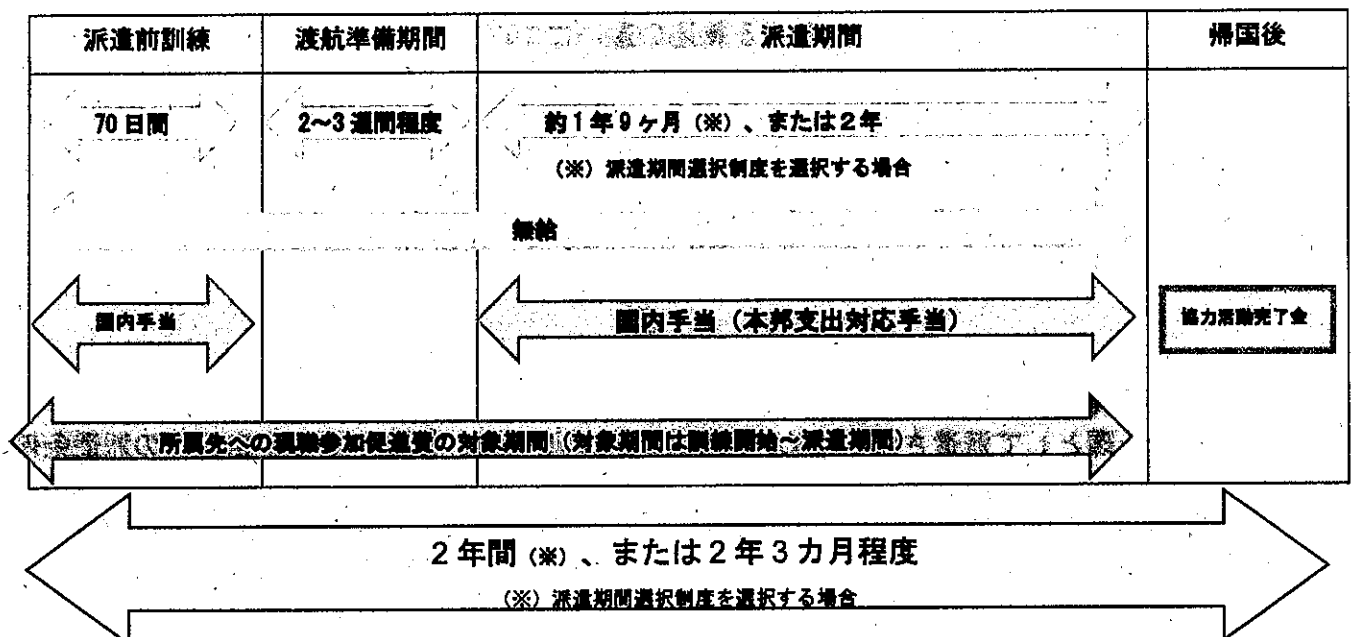 派遣前訓練
渡航準備期間
派遣期間
帰国後
70日間
2~3週間程度
約1年9ヶ月（※）、または2年
（※）派遣期間選択制度を選択する場合
無給
国内手当
国内手当（本邦支出対応手当）
協力活動完了金
所属先への現職参加促進費の対象期間（対象期間は訓練開始～派遣期間）
2年間（※）、または2年3カ月程度
（※）派遣期間選択制度を選択する場合